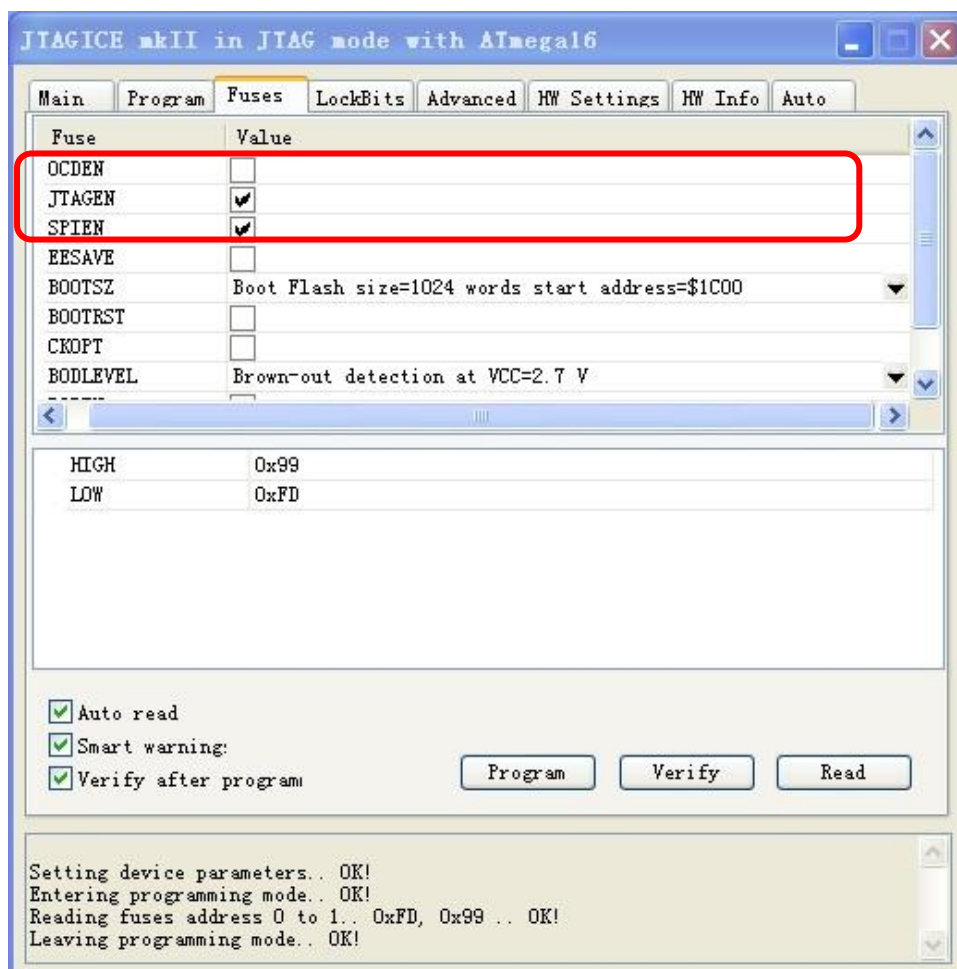 JTAGICE mkII in JTAG mode with ATmega16
Main Program Fuses LockBits Advanced HW Settings HW Info Auto
Fuse Value
OCDEN
JTAGEN
SPIEN
EESAVE
BOOTSZ Boot Flash size=1024 words start address=$1C00
BOOTRST
CKOPT
BODLEVEL Brown-out detection at VCC=2.7 V
HIGH 0x99
LOW 0xFD
Auto read
Smart warning:
Verify after program
Program Verify Read
Setting device parameters.. OK!
Entering programming mode.. OK!
Reading fuses address 0 to 1.. 0xFD, 0x99 .. OK!
Leaving programming mode.. OK!